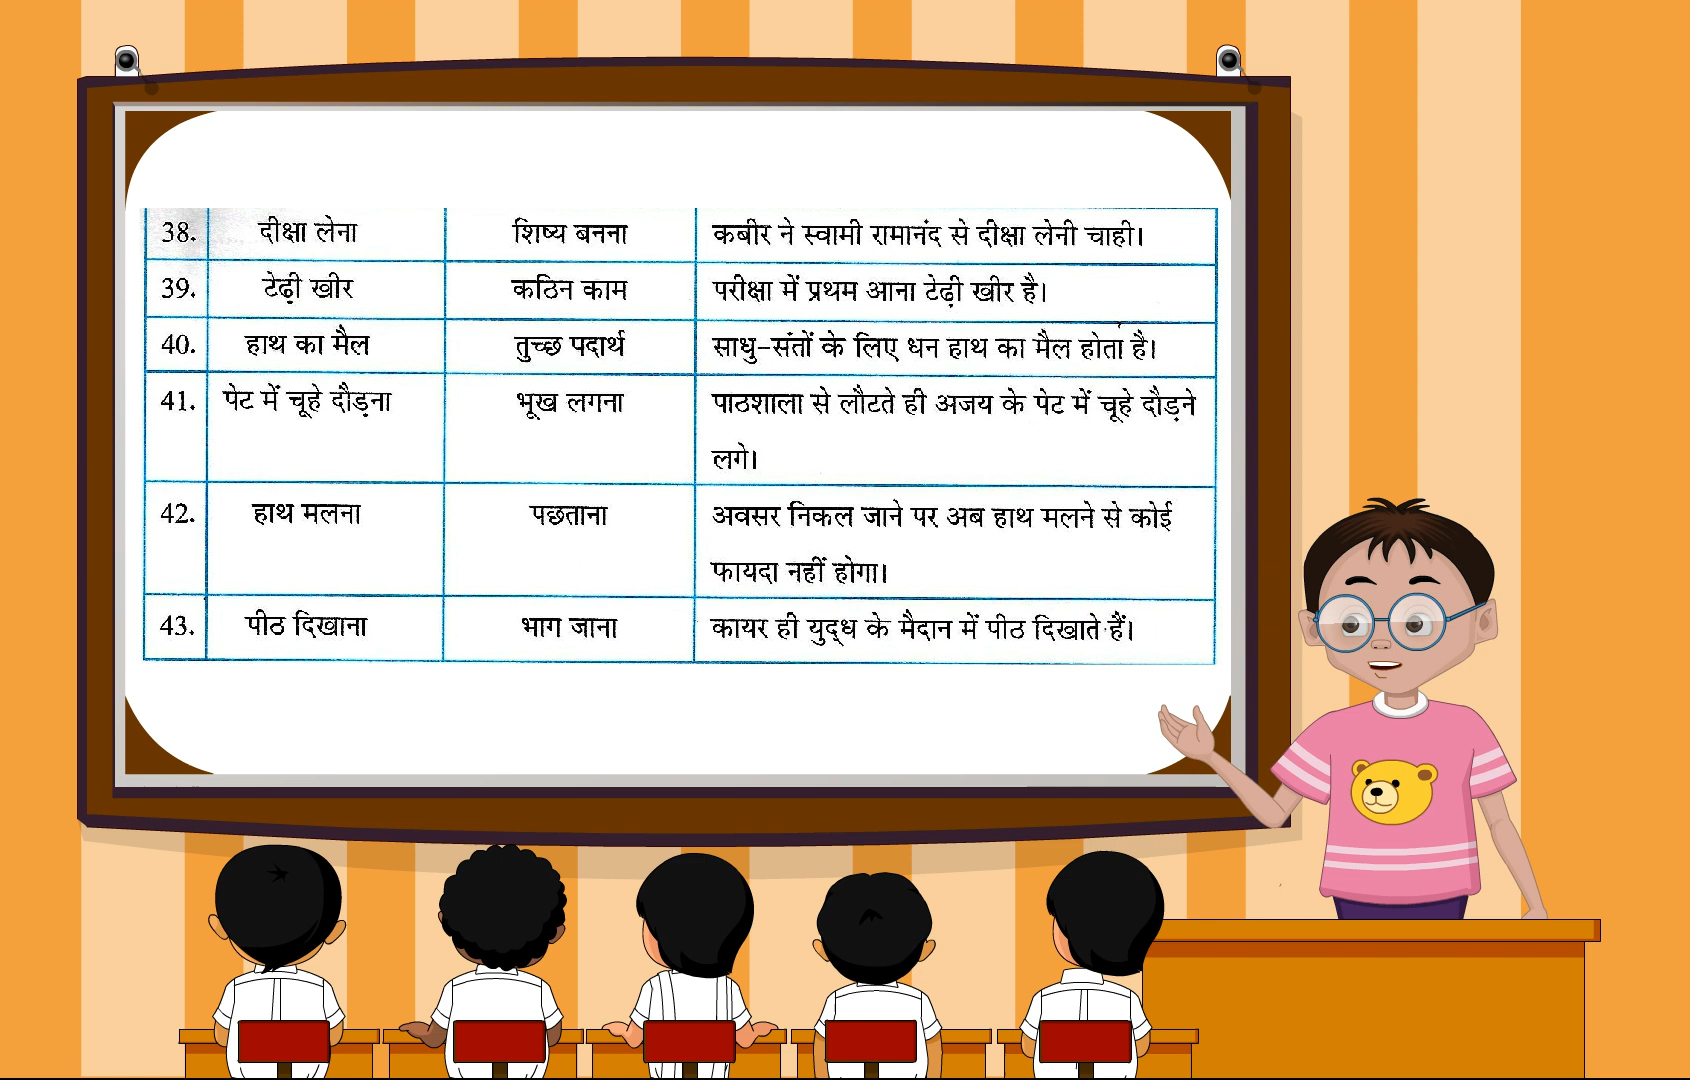 38. दीक्षा लेना शिष्य बनना कबीर ने स्वामी रामानंद से दीक्षा लेनी चाही।
39. टेढ़ी खीर कठिन काम परीक्षा में प्रथम आना टेढ़ी खीर है।
40. हाथ का मैल तुच्छ पदार्थ साधु-संतों के लिए धन हाथ का मैल होता है।
41. पेट में चूहे दौड़ना भूख लगना पाठशाला से लौटते ही अजय के पेट में चूहे दौड़ने
लगे।
42. हाथ मलना पछताना अवसर निकल जाने पर अब हाथ मलने से कोई
फायदा नहीं होगा।
43. पीठ दिखाना भाग जाना कायर ही युद्ध के मैदान में पीठ दिखाते हैं।